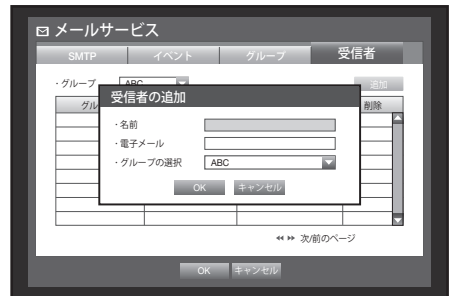 メールサービス
SMTP イベント グループ 受信者
・グループ ABC 追加
グル 削除
受信者の追加
・名前
・電子メール
・グループの選択 ABC
OK キャンセル
次/前のページ
OK キャンセル